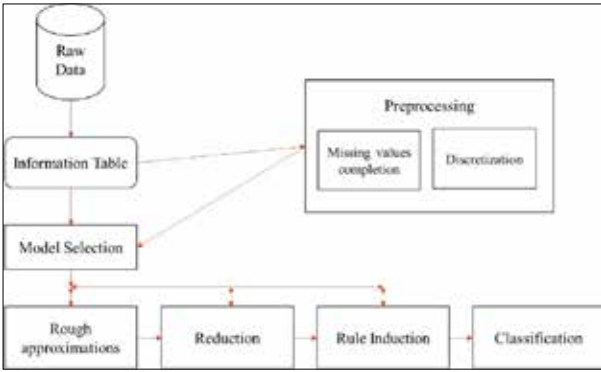 Raw
Data
Preprocessing
Missing values
completion
Discretization
Information Table
Model Selection
Rough
approximations
Reduction
Rule Induction
Classification